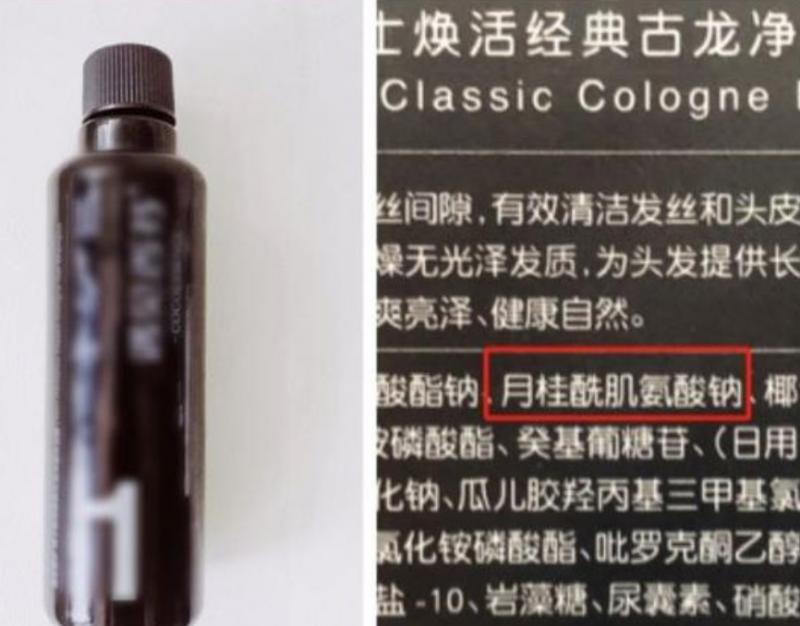 1
士焕活经典古龙净
Classic Cologne
丝间隙,有效清洁发丝和头皮
燥无光泽发质,为头发提供长
爽亮泽、健康自然。
酸酯钠、月桂酰肌氨酸钠、椰
磷酸酯、癸基葡糖苷、(日用
化钠、瓜儿胶羟丙基三甲基氯
氯化铵磷酸酯、吡罗克酮乙醇
盐-10、岩藻糖、尿囊素、硝酸